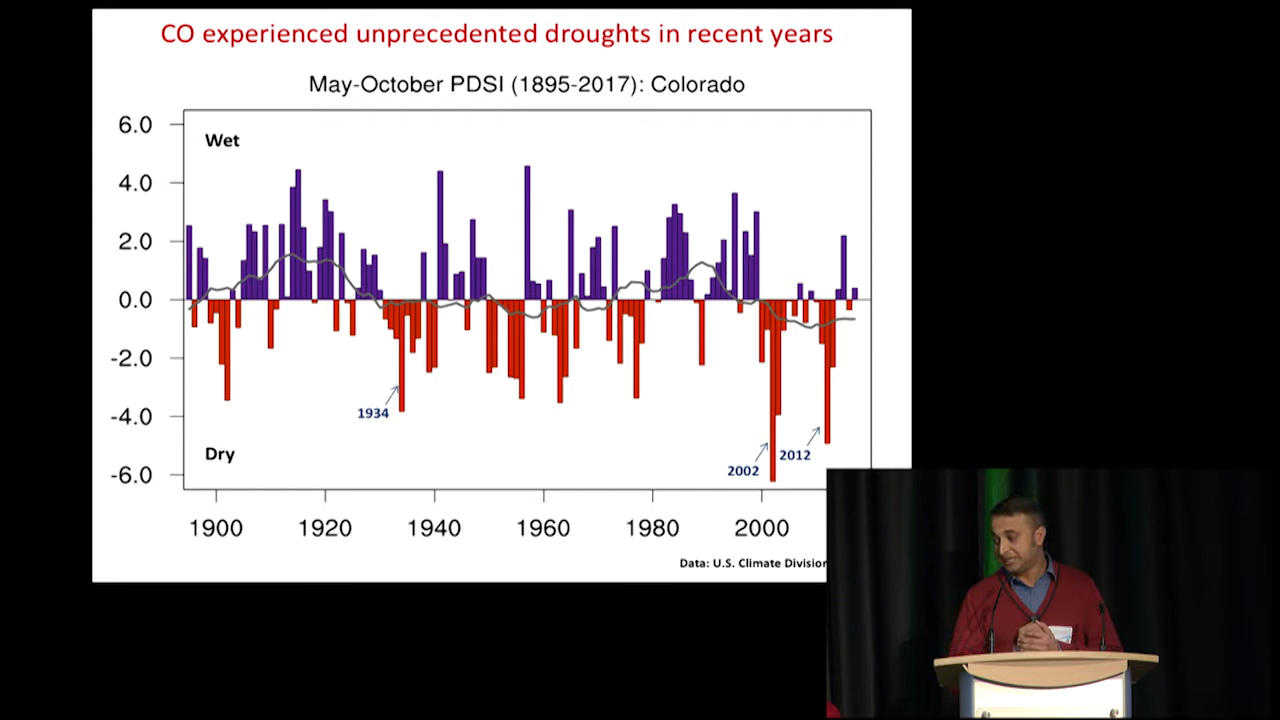 CO experienced unprecedented droughts in recent years
May-October PDSI (1895-2017): Colorado
6.0
Wet
4.0
2.0
0.0
-2.0
1934
-4.0
Dry
2002
2012
-6.0
1900 1920 1940 1960 1980 2000
Data: U.S. Climate Division